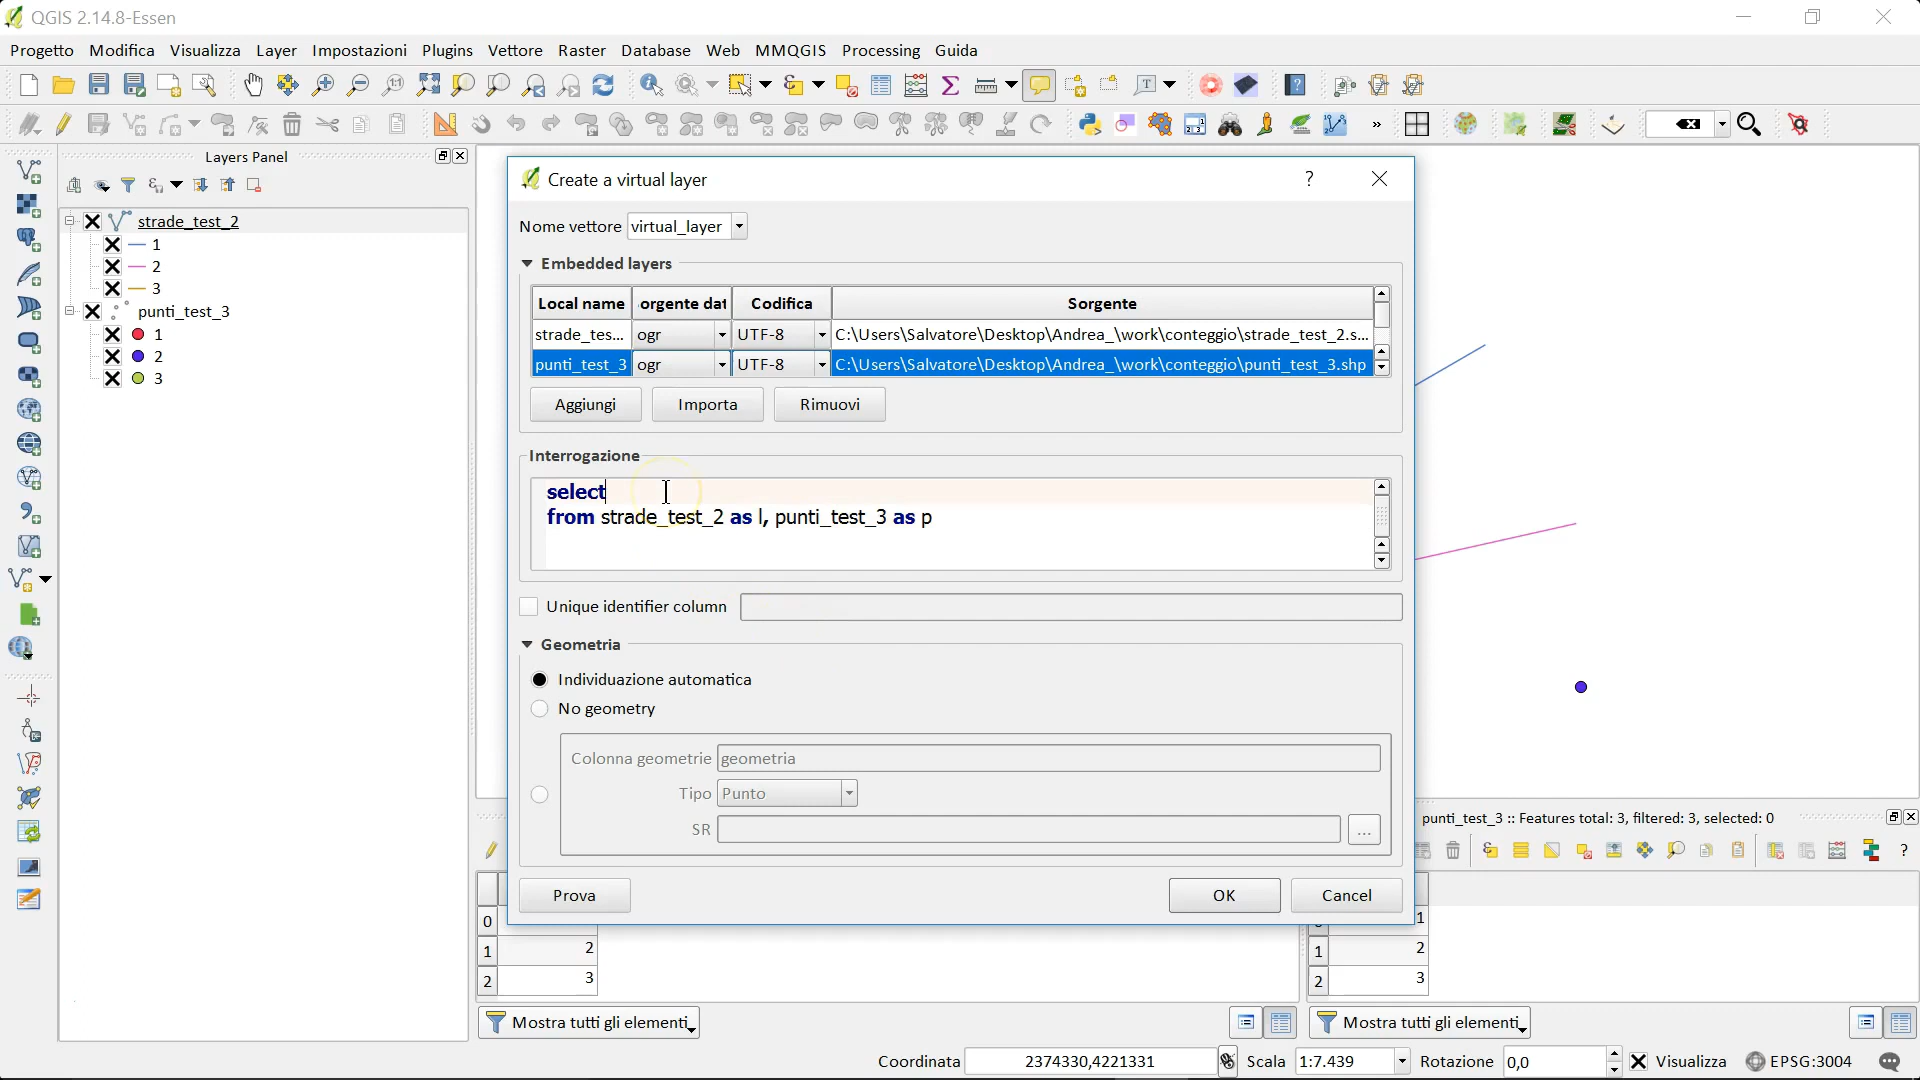 QGIS 2.14.8-Essen
Progetto Modifica Visualizza Layer Impostazioni Plugins Vettore Raster Database Web MMQGIS Processing Guida
Layers Panel
strade_test_2
1
2
3
punti_test_3
1
2
3
Create a virtual layer
?
Nome vettore virtual_layer
Embedded layers
Local name orgente dat Codifica Sorgente
strade_tes... ogr UTF-8 C:\Users\Salvatore\Desktop\Andrea_\work\conteggio\strade_test_2.s...
punti_test_3 ogr UTF-8 C:\Users\Salvatore\Desktop\Andrea_\work\conteggio\punti_test_3.shp
Aggiungi Importa Rimuovi
Interrogazione
select
from strade_test_2 as l, punti_test_3 as p
Unique identifier column
Geometria
Individuazione automatica
No geometry
Colonna geometrie geometria
Tipo Punto
SR ...
Prova OK Cancel
punti_test_3 :: Features total: 3, filtered: 3, selected: 0
?
0
1 2
2 3
1
1 2
2 3
Mostra tutti gli elementi
Mostra tutti gli elementi
Coordinata 2374330,4221331 Scala 1:7.439 Rotazione 0,0 Visualizza EPSG:3004